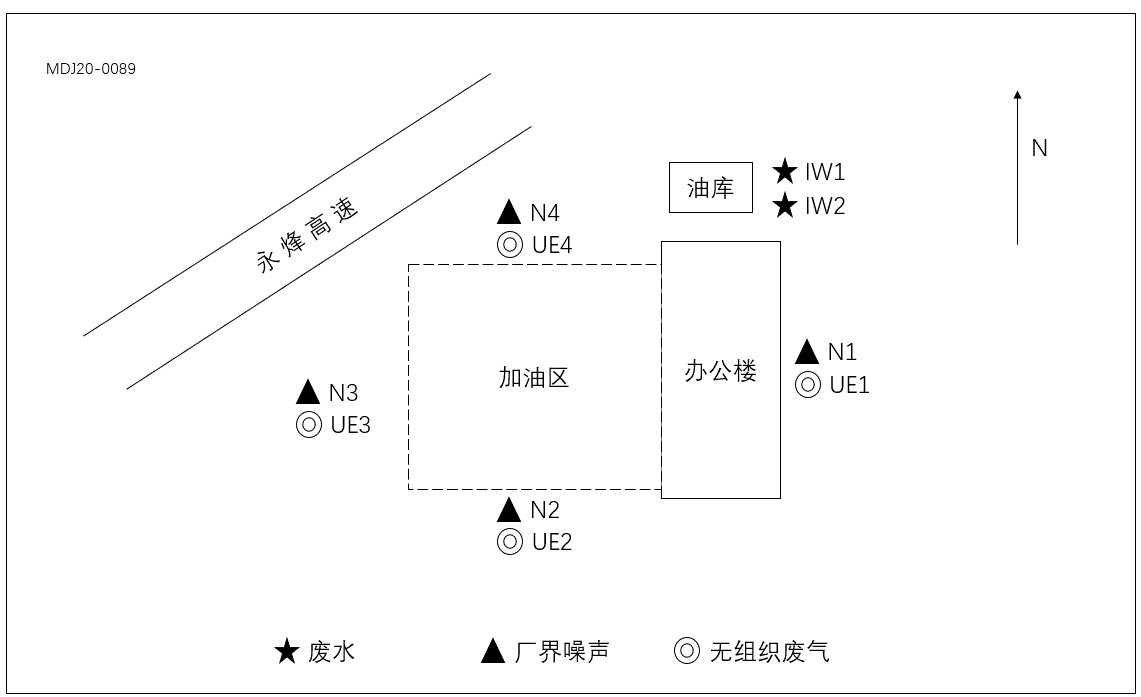 MDJ20-0089
N
永烽高速
油库
IW1
IW2
N4
UE4
加油区
办公楼
N1
UE1
N3
UE3
N2
UE2
废水
厂界噪声
无组织废气